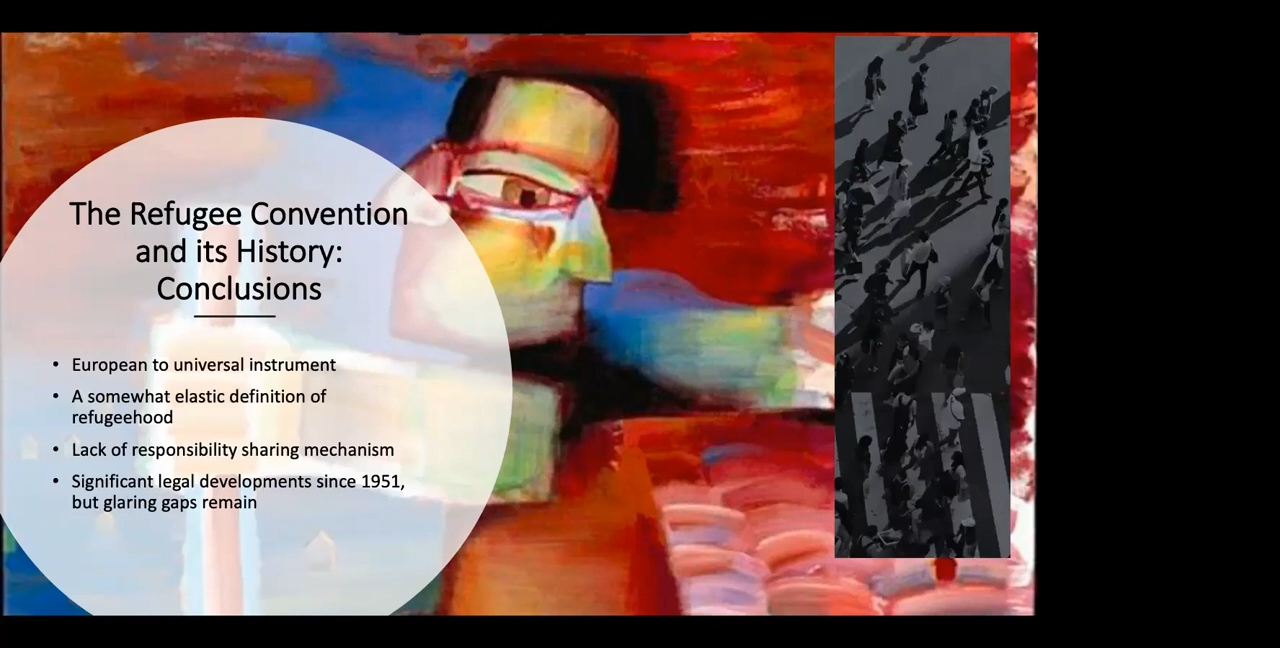 The Refugee Convention
and its History:
Conclusions
• European to universal instrument
• A somewhat elastic definition of
refugeehood
• Lack of responsibility sharing mechanism
• Significant legal developments since 1951,
but glaring gaps remain